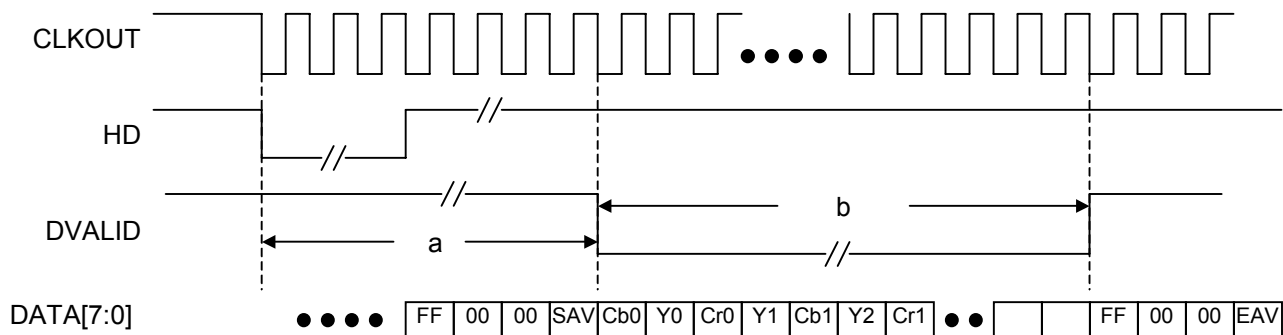 CLKOUT
HD
DVALID
a
b
DATA[7:0]
FF 00 00 SAV Cb0 Y0 Cr0 Y1 Cb1 Y2 Cr1 FF 00 00 EAV